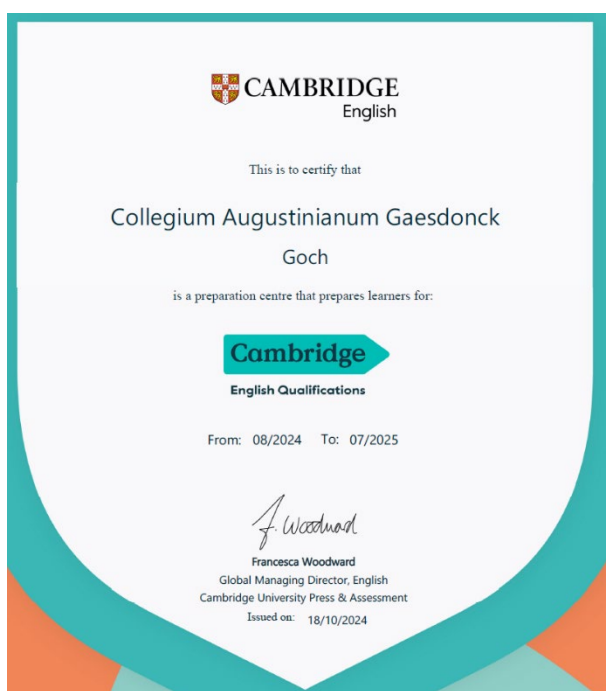 CAMBRIDGE
English
This is to certify that
Collegium Augustinianum Gaesdonck
Goch
is a preparation centre that prepares learners for:
Cambridge
English Qualifications
From: 08/2024 To: 07/2025
F. Woodward
Francesca Woodward
Global Managing Director, English
Cambridge University Press & Assessment
Issued on: 18/10/2024